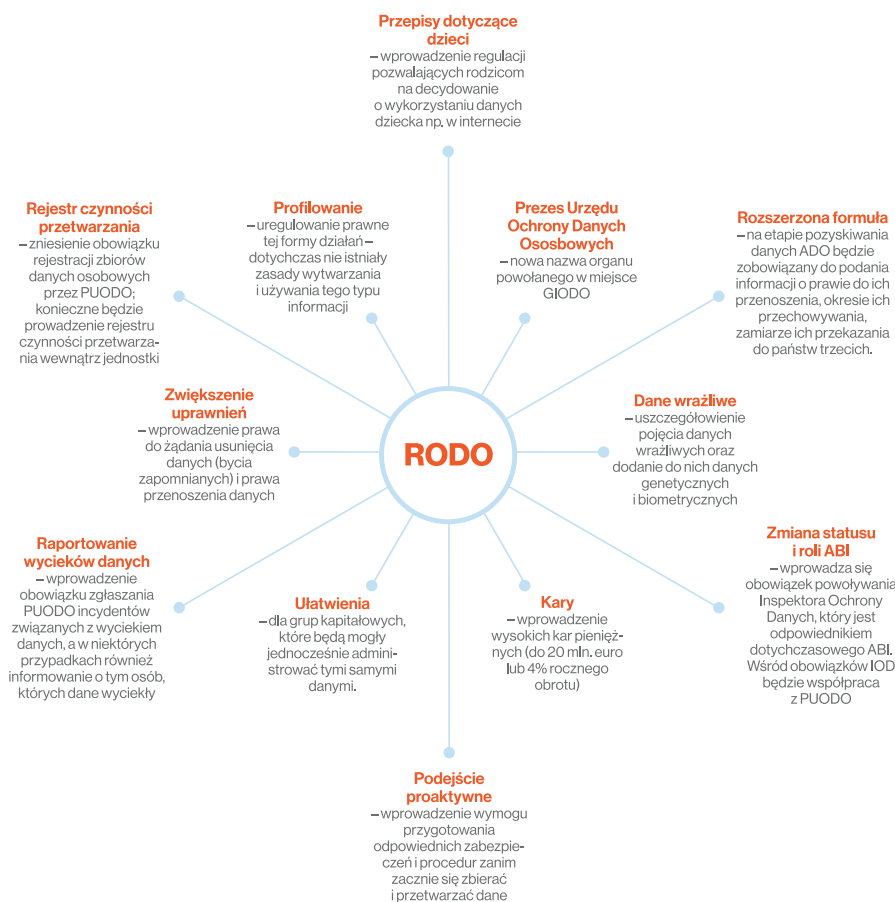 Przepisy dotyczące
dzieci
– wprowadzenie regulacji
pozwalających rodzicom
na decydowanie
o wykorzystaniu danych
dziecka np. w internecie
Rejestr czynności
przetwarzania
– zniesienie obowiązku
rejestracji zbiorów
danych osobowych
przez PUODO;
konieczne będzie
prowadzenie rejestru
czynności przetwarza-
nia wewnątrz jednostki
Profilowanie
– uregulowanie prawne
tej formy działań –
dotychczas nie istniały
zasady wytwarzania
i używania tego typu
informacji
Prezes Urzędu
Ochrony Danych
Ososbowych
– nowa nazwa organu
powołanego w miejsce
GIODO
Rozszerzona formuła
– na etapie pozyskiwania
danych ADO będzie
zobowiązany do podania
informacji o prawie do ich
przenoszenia, okresie ich
przechowywania,
zamiarze ich przekazania
do państw trzecich.
Zwiększenie
uprawnień
– wprowadzenie prawa
do żądania usunięcia
danych (bycia
zapomnianych) i prawa
przenoszenia danych
RODO
Dane wrażliwe
– uszczegółowienie
pojęcia danych
wrażliwych oraz
dodanie do nich danych
genetycznych
i biometrycznych
Raportowanie
wycieków danych
– wprowadzenie
obowiązku zgłaszania
PUODO incydentów
związanych z wyciekiem
danych, a w niektórych
przypadkach również
informowanie o tym osób,
których dane wyciekły
Ułatwienia
– dla grup kapitałowych,
które będą mogły
jednocześnie admini-
strować tymi samymi
danymi.
Kary
– wprowadzenie
wysokich kar pienięż-
nych (do 20 mln. euro
lub 4% rocznego
obrotu)
Zmiana statusu
i roli ABI
– wprowadza się
obowiązek powoływania
Inspektora Ochrony
Danych, który jest
odpowiednikiem
dotychczasowego ABI.
Wśród obowiązków IOD
będzie współpraca
z PUODO
Podejście
proaktywne
– wprowadzenie wymogu
przygotowania
odpowiednich zabezpie-
czeń i procedur zanim
zacznie się zbierać
i przetwarzać dane